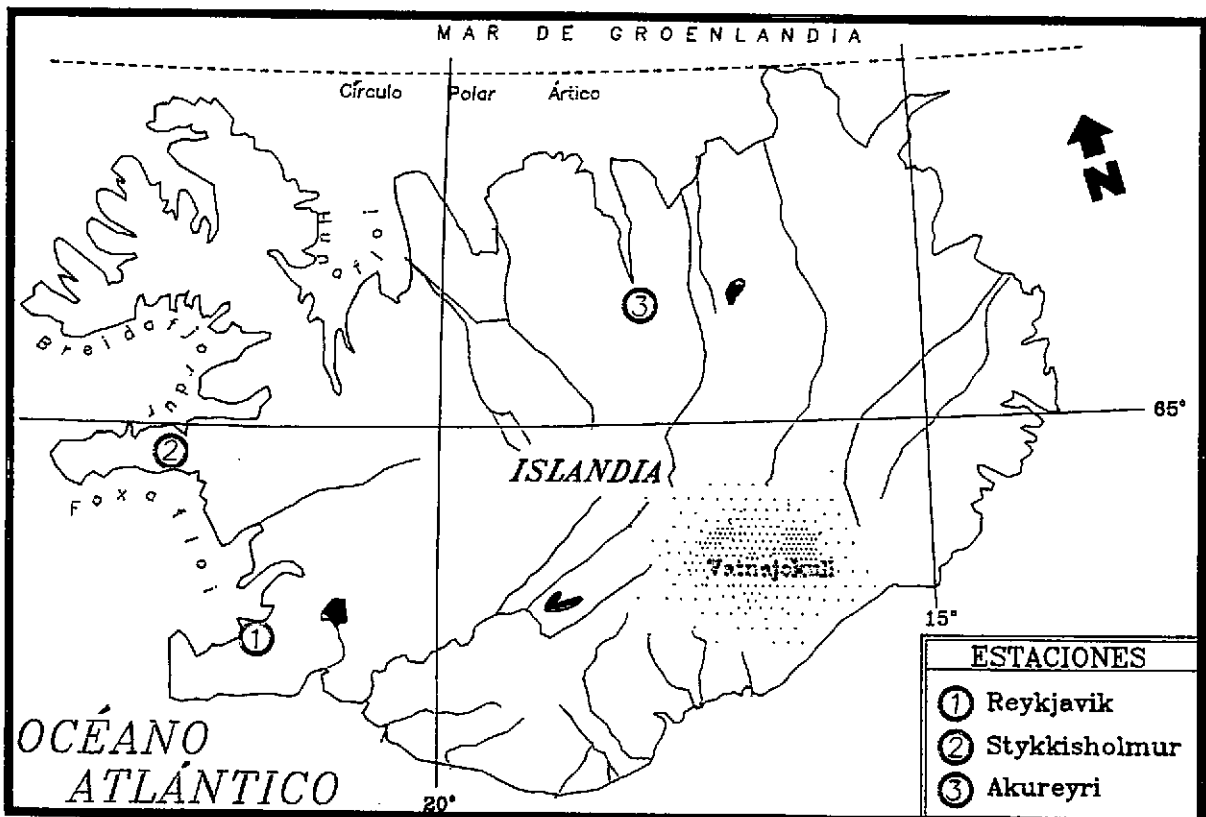 MAR DE GROENLANDIA
Círculo Polar Ártico
N
Hunafloi
Breidafjordur
3
65°
2
ISLANDIA
Faxafloi
Vatnajokull
1
15°
20°
OCÉANO
ATLÁNTICO
ESTACIONES
1 Reykjavik
2 Stykkisholmur
3 Akureyri